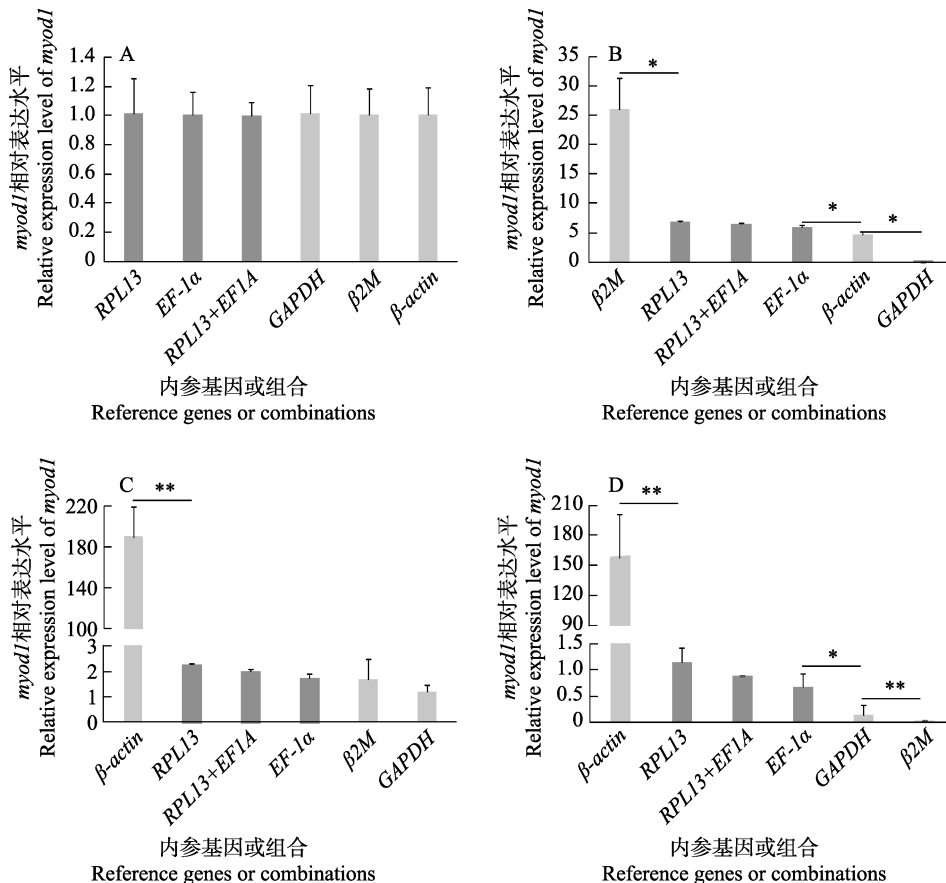 A
myod1相对表达水平
Relative expression level of myod1
1.4
1.2
1.0
0.8
0.6
0.4
0.2
0
RPL13
EF-1α
RPL13+EF1A
GAPDH
β2M
β-actin
内参基因或组合
Reference genes or combinations
B
myod1相对表达水平
Relative expression level of myod1
35
30
25
20
15
10
5
0
*
*
*
β2M
RPL13
RPL13+EF1A
EF-1α
β-actin
GAPDH
内参基因或组合
Reference genes or combinations
C
myod1相对表达水平
Relative expression level of myod1
220
180
140
100
3
2
1
0
**
β-actin
RPL13
RPL13+EF1A
EF-1α
β2M
GAPDH
内参基因或组合
Reference genes or combinations
D
myod1相对表达水平
Relative expression level of myod1
210
150
90
1.5
1.0
0.5
0
**
*
**
β-actin
RPL13
RPL13+EF1A
EF-1α
GAPDH
β2M
内参基因或组合
Reference genes or combinations